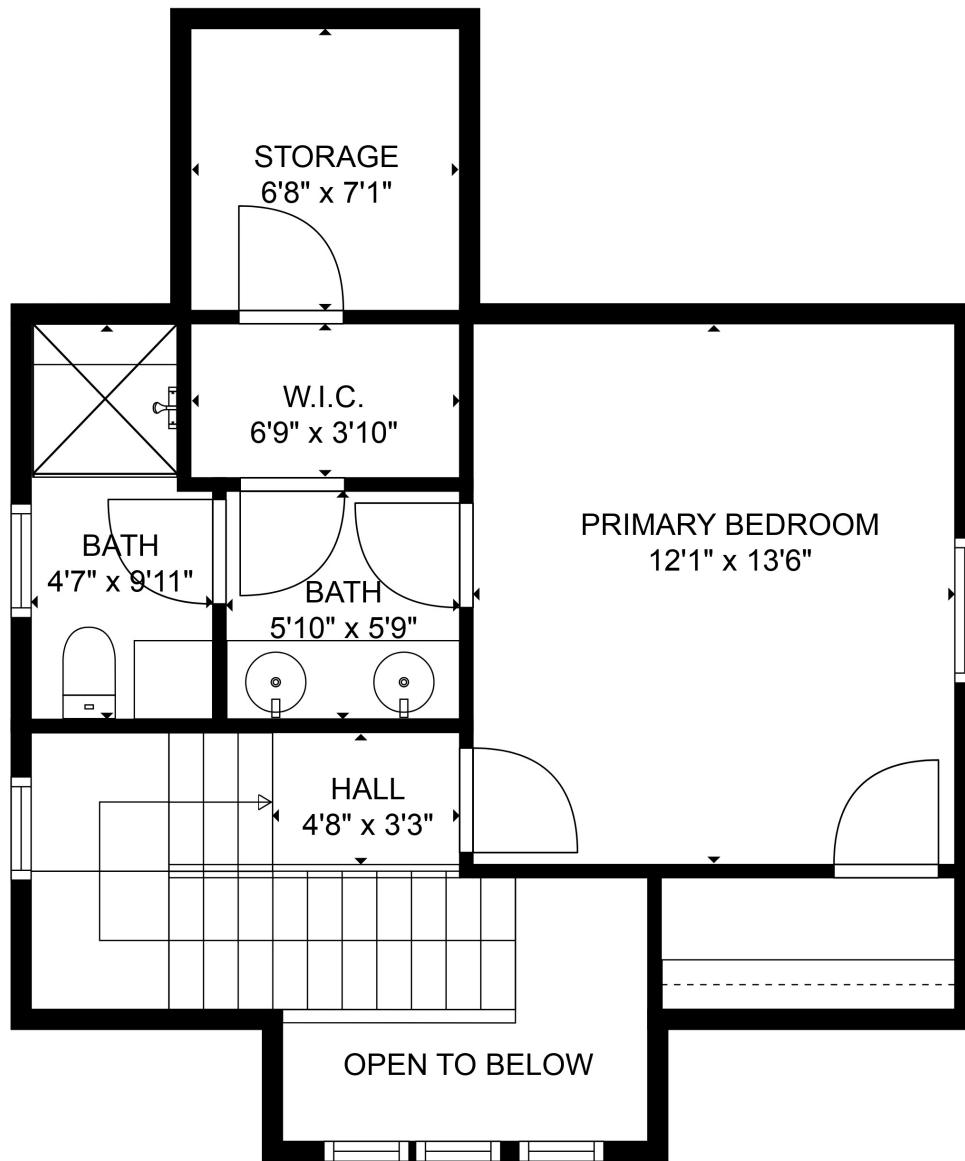 STORAGE
6'8" x 7'1"
W.I.C.
6'9" x 3'10"
PRIMARY BEDROOM
12'1" x 13'6"
BATH
4'7" x 9'11"
BATH
5'10" x 5'9"
HALL
4'8" x 3'3"
OPEN TO BELOW